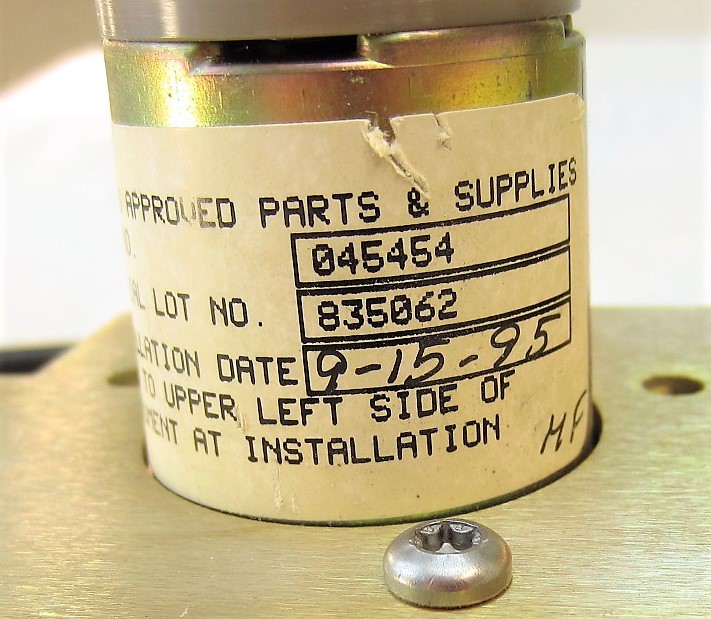 APPROVED PARTS & SUPPLIES
O. 045454
AL LOT NO. 835062
LATION DATE 9-15-95
TO UPPER LEFT SIDE OF
MENT AT INSTALLATION MF